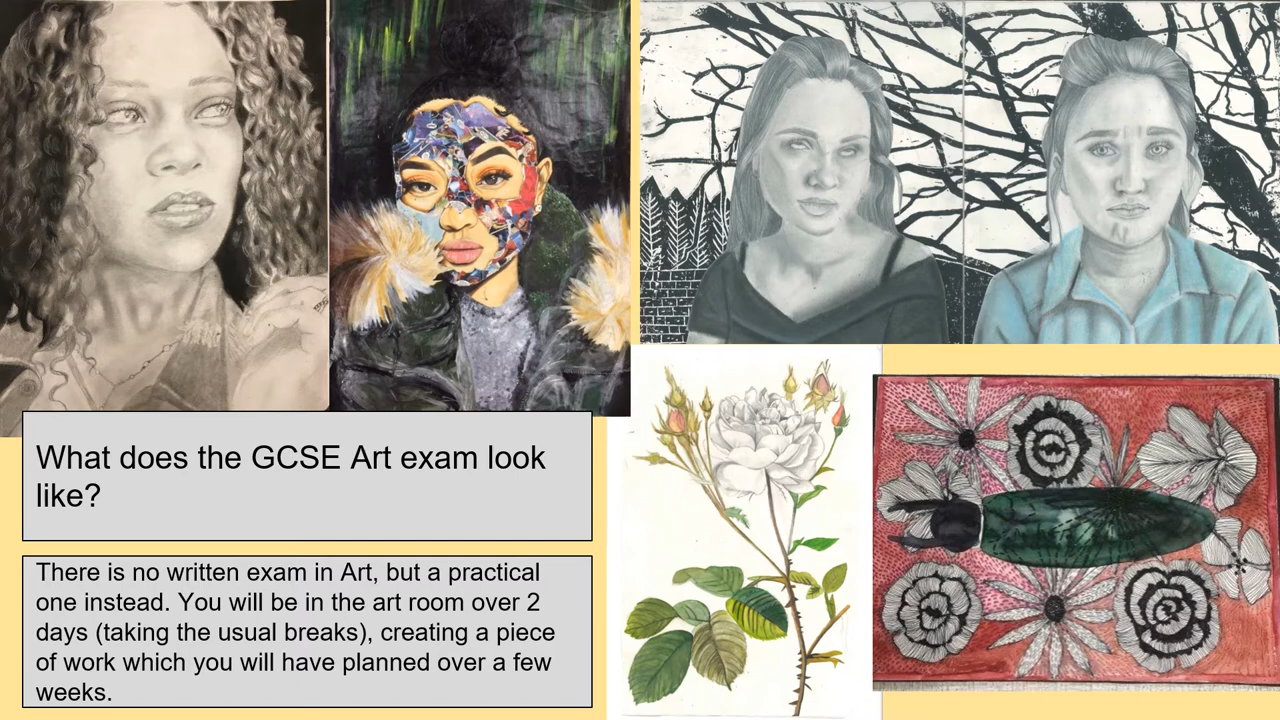 What does the GCSE Art exam look
like?
There is no written exam in Art, but a practical
one instead. You will be in the art room over 2
days (taking the usual breaks), creating a piece
of work which you will have planned over a few
weeks.